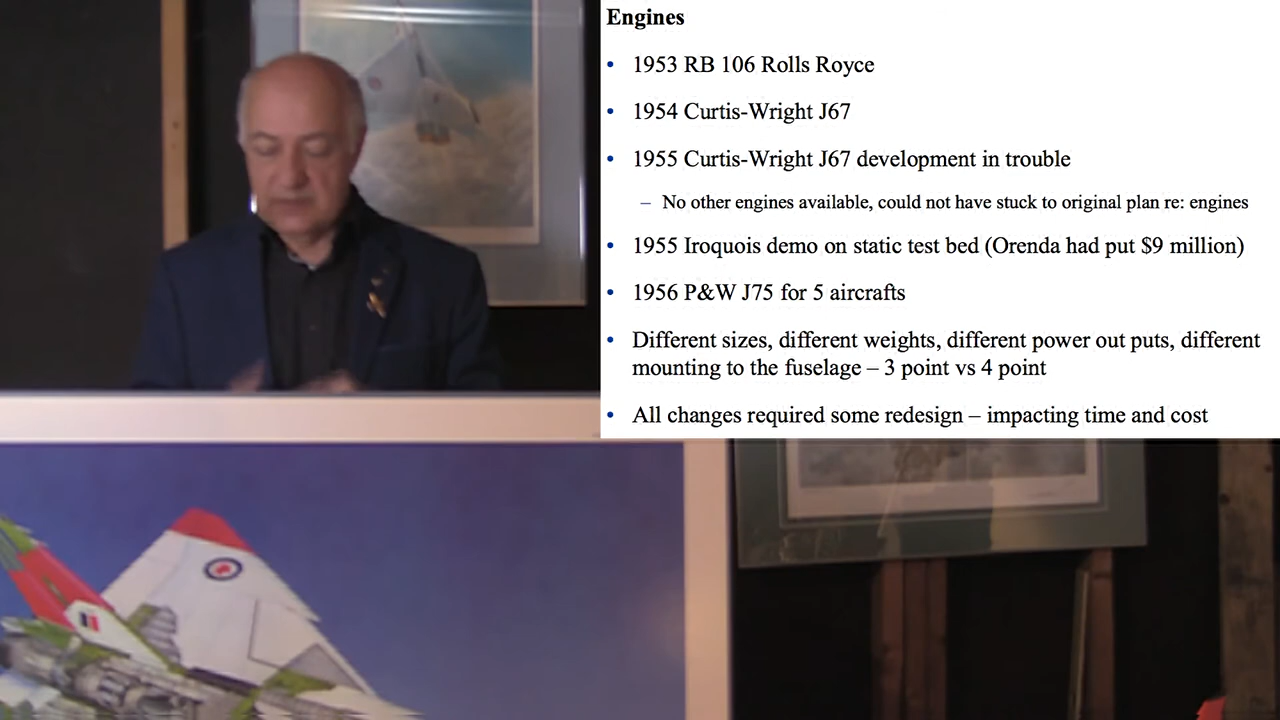 Engines
• 1953 RB 106 Rolls Royce
• 1954 Curtis-Wright J67
• 1955 Curtis-Wright J67 development in trouble
– No other engines available, could not have stuck to original plan re: engines
• 1955 Iroquois demo on static test bed (Orenda had put $9 million)
• 1956 P&W J75 for 5 aircrafts
• Different sizes, different weights, different power out puts, different
mounting to the fuselage – 3 point vs 4 point
• All changes required some redesign – impacting time and cost